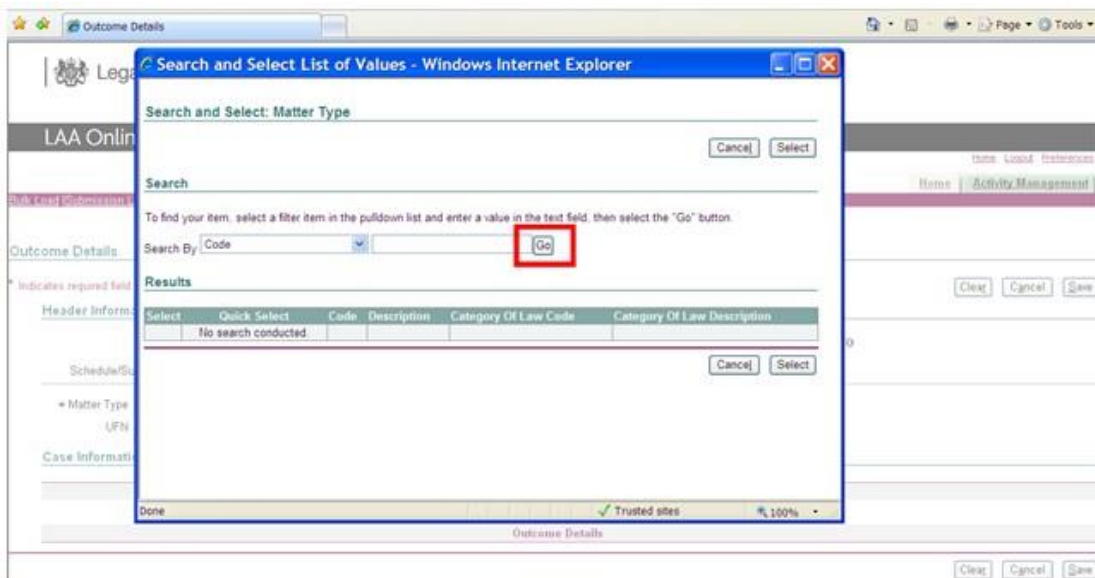 Outcome Details
Page
Tools
Search and Select List of Values - Windows Internet Explorer
Lega
Search and Select: Matter Type
LAA Onlin
Cancel Select
Home Logout Preferences
Search
Home Activity Management
To find your item, select a filter item in the pulldown list and enter a value in the text field, then select the "Go" button.
Search By Code Go
Outcome Details
* Indicates required field
Results
Clear Cancel Save
Header Informa
Select Quick Select Code Description Category Of Law Code Category Of Law Description
No search conducted.
Cancel Select
Schedule/Su
* Matter Type
UFN
Case Informati
Done Trusted sites 100%
Outcome Details
Clear Cancel Save